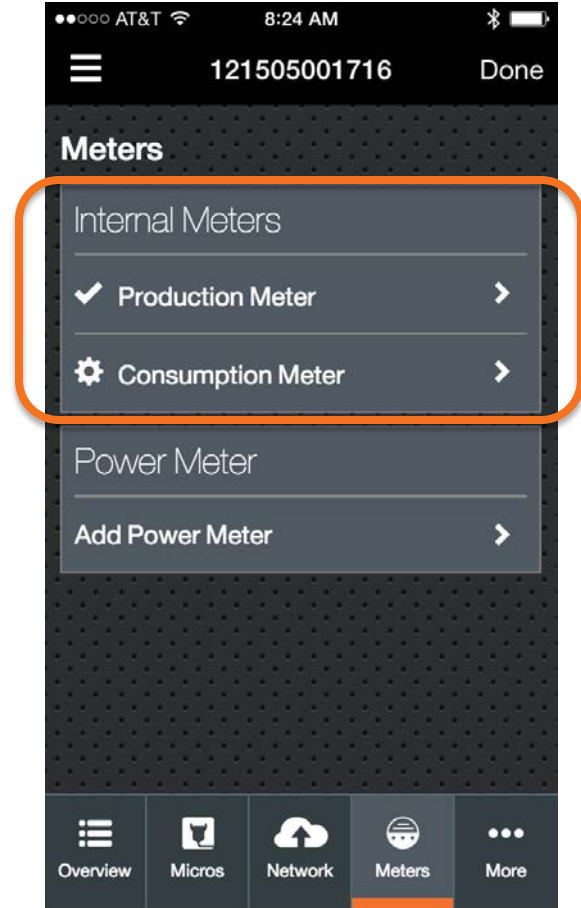 AT&T 8:24 AM
121505001716 Done
Meters
Internal Meters
Production Meter
Consumption Meter
Power Meter
Add Power Meter
Overview Micros Network Meters More